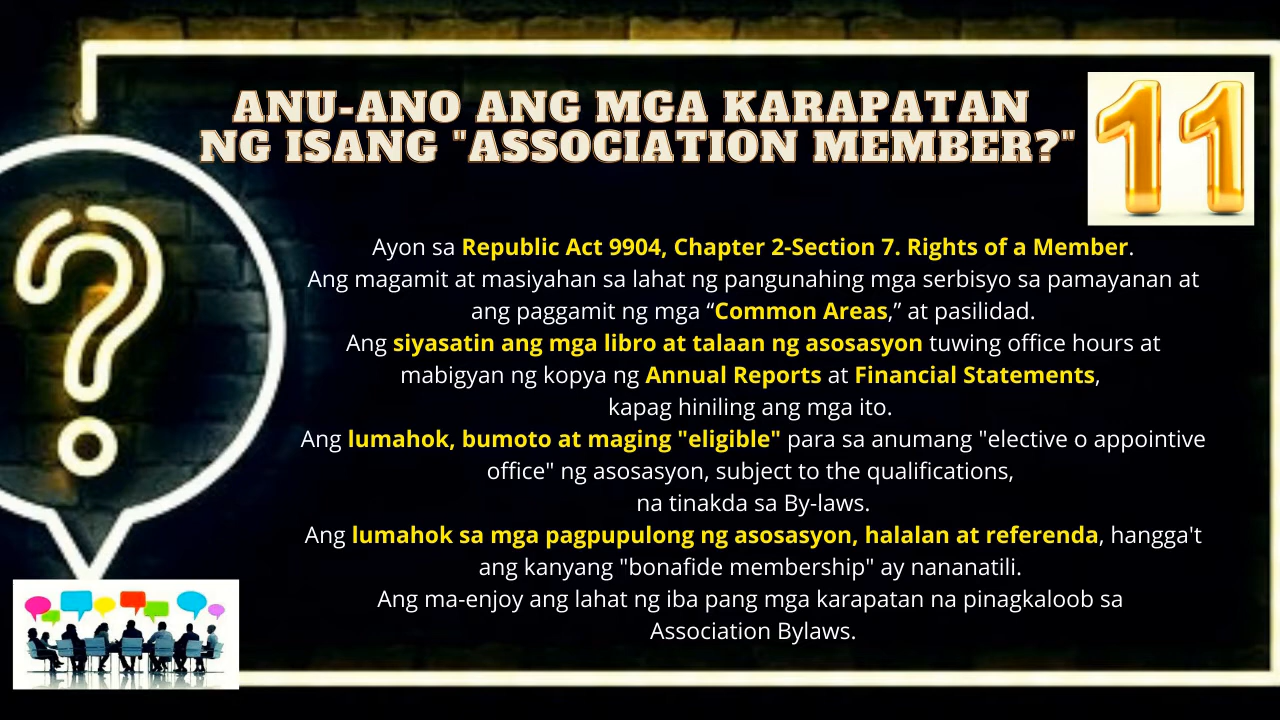 ANU-ANO ANG MGA KARAPATAN
NG ISANG "ASSOCIATION MEMBER?"
11
Ayon sa Republic Act 9904, Chapter 2-Section 7. Rights of a Member.
Ang magamit at masiyahan sa lahat ng pangunahing mga serbisyo sa pamayanan at
ang paggamit ng mga “Common Areas,” at pasilidad.
Ang siyasatin ang mga libro at talaan ng asosasyon tuwing office hours at
mabigyan ng kopya ng Annual Reports at Financial Statements,
kapag hiniling ang mga ito.
Ang lumahok, bumoto at maging "eligible" para sa anumang "elective o appointive
office" ng asosasyon, subject to the qualifications,
na tinakda sa By-laws.
Ang lumahok sa mga pagpupulong ng asosasyon, halalan at referenda, hangga't
ang kanyang "bonafide membership" ay nananatili.
Ang ma-enjoy ang lahat ng iba pang mga karapatan na pinagkaloob sa
Association Bylaws.